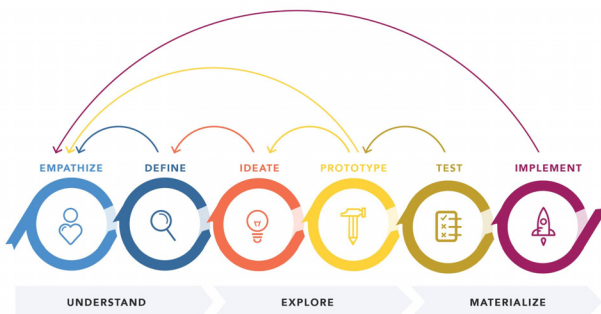 EMPATHIZE DEFINE IDEATE PROTOTYPE TEST IMPLEMENT
UNDERSTAND EXPLORE MATERIALIZE